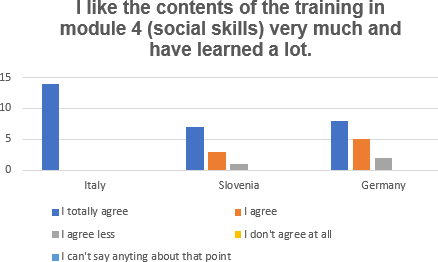 I like the contents of the training in
module 4 (social skills) very much and
have learned a lot.
15
10
5
0
Italy Slovenia Germany
I totally agree I agree
I agree less I don't agree at all
I can't say anyting about that point